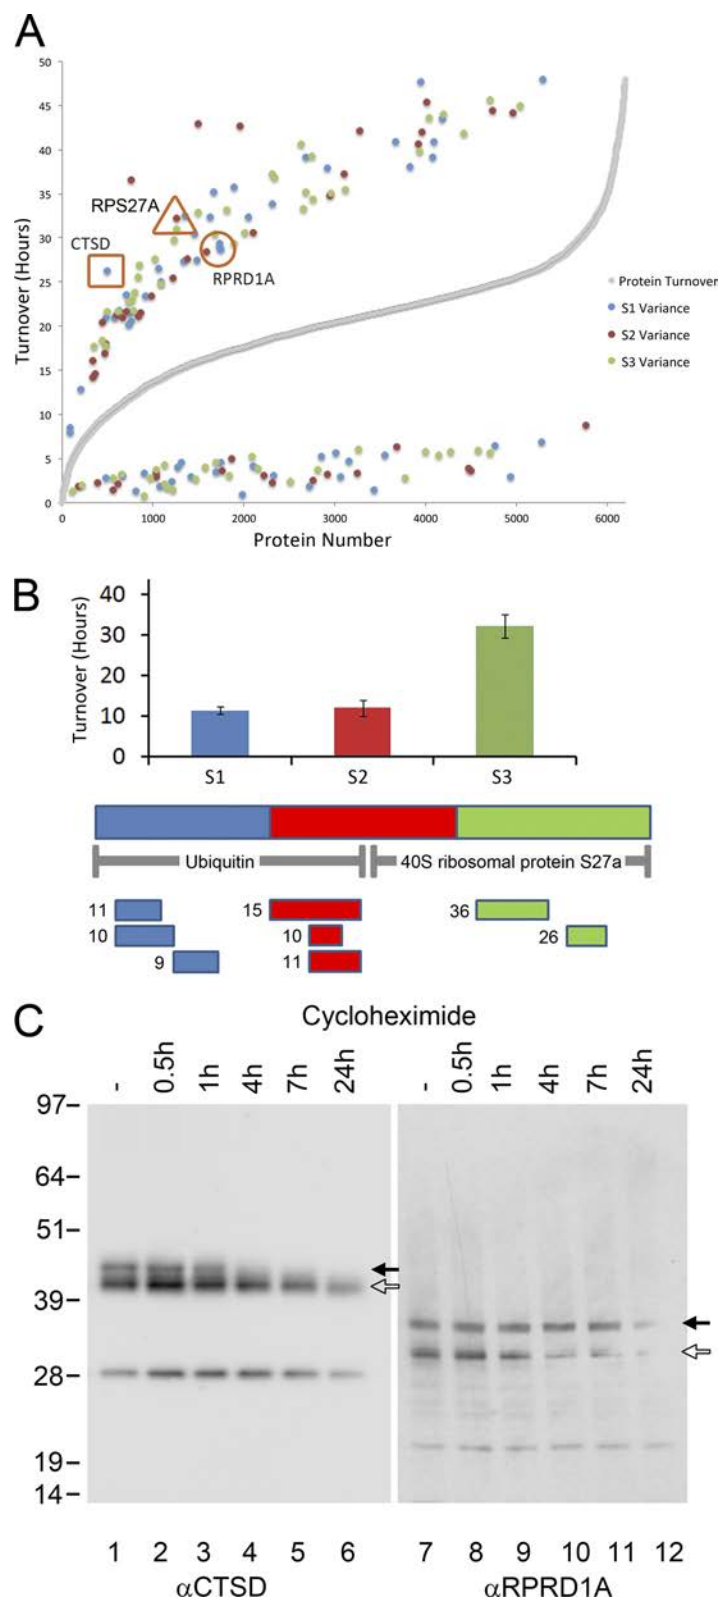 A
50
45
40
35
30
25
20
15
10
5
0
Turnover (Hours)
RPS27A
CTSD
RPRD1A
Protein Turnover
S1 Variance
S2 Variance
S3 Variance
0 1000 2000 3000 4000 5000 6000
Protein Number
B
40
30
20
10
0
Turnover (Hours)
S1 S2 S3
Ubiquitin 40S ribosomal protein S27a
11 15 36
10 10 26
9 11
C
Cycloheximide
- 0.5h 1h 4h 7h 24h - 0.5h 1h 4h 7h 24h
97
64
51
39
28
19
14
1 2 3 4 5 6 7 8 9 10 11 12
αCTSD αRPRD1A